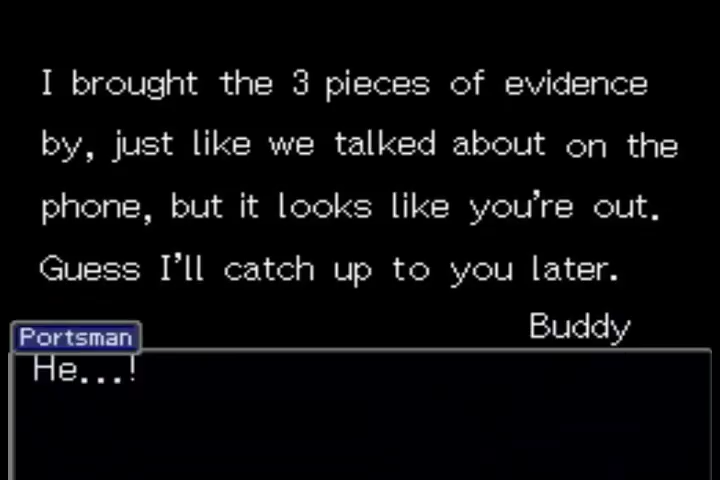 I brought the 3 pieces of evidence
by, just like we talked about on the
phone, but it looks like you're out.
Guess I'll catch up to you later.
Buddy
Portsman
He...!